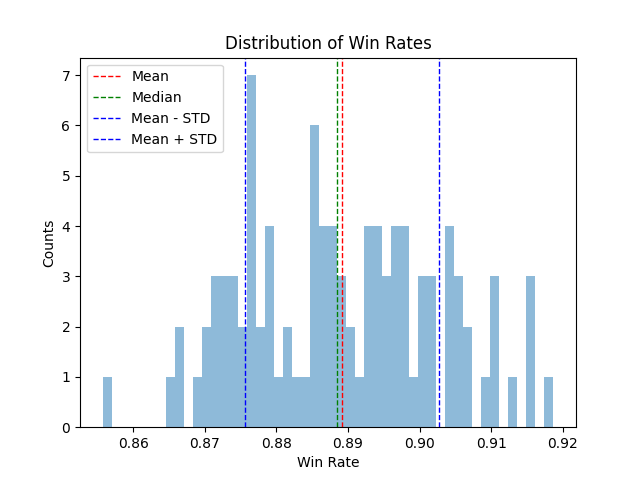 Distribution of Win Rates
Mean
Median
Mean - STD
Mean + STD
7
6
5
4
3
2
1
0
Counts
0.86 0.87 0.88 0.89 0.90 0.91 0.92
Win Rate